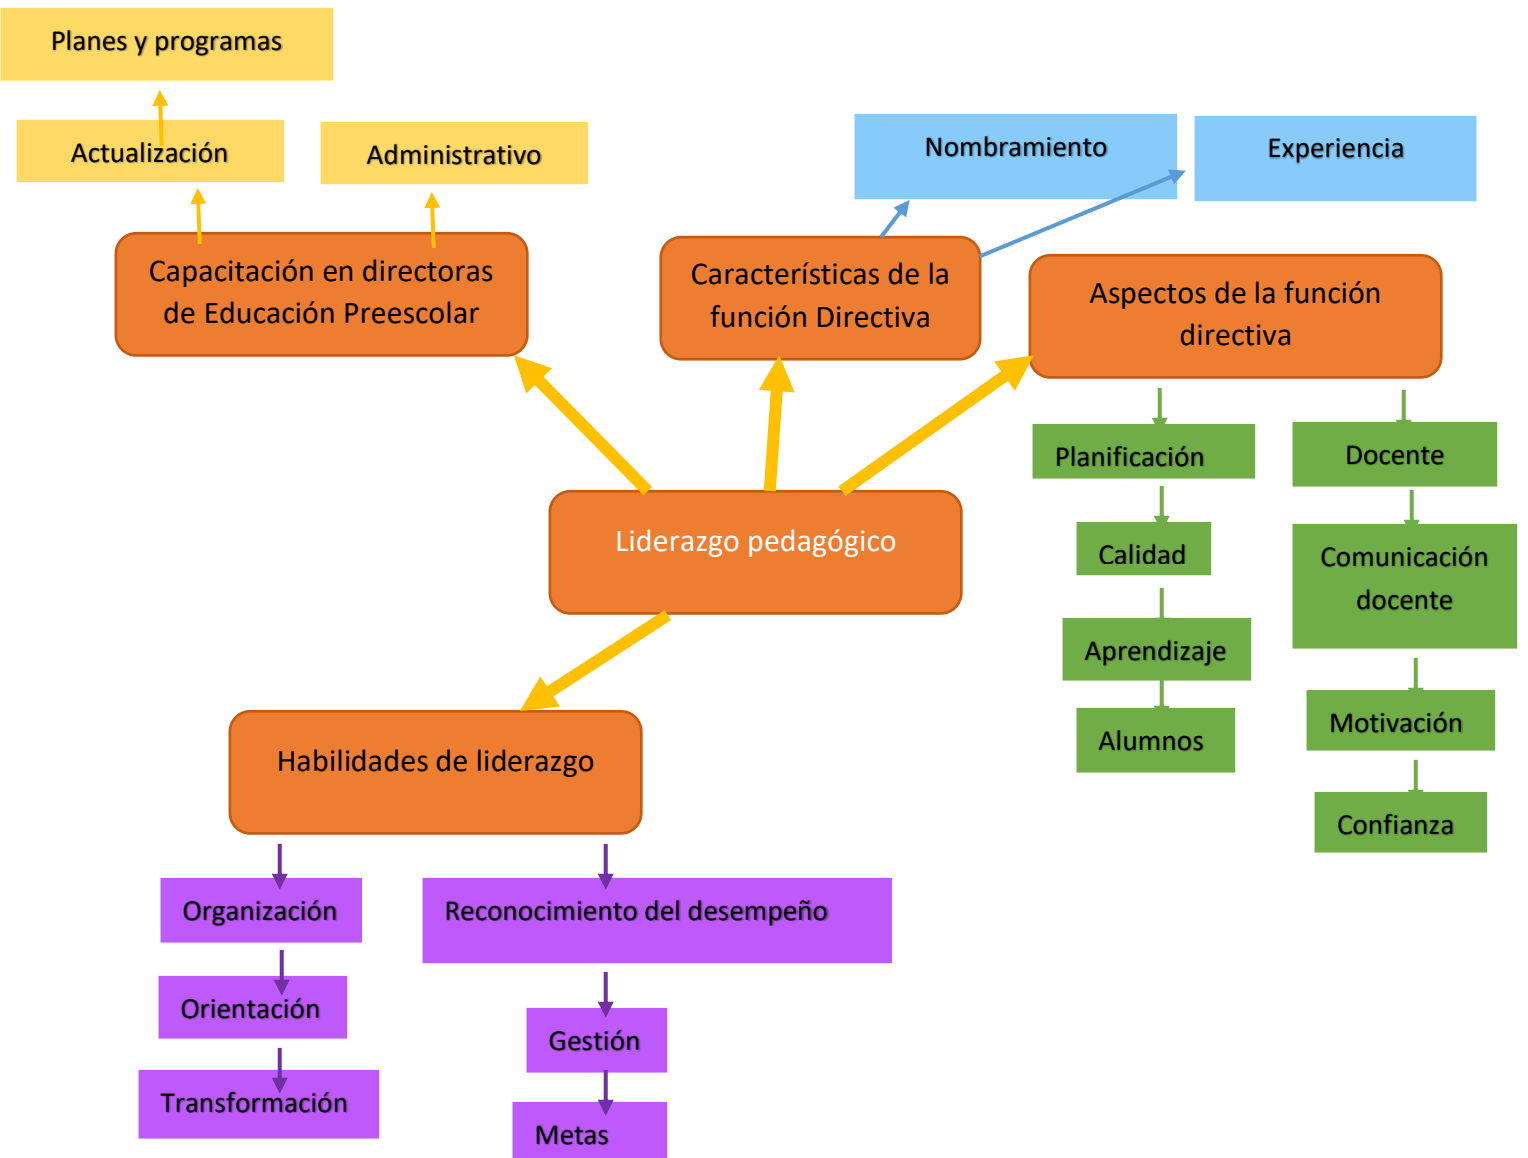 Planes y programas
Actualización
Administrativo
Nombramiento
Experiencia
Capacitación en directoras
de Educación Preescolar
Características de la
función Directiva
Aspectos de la función
directiva
Planificación
Docente
Calidad
Comunicación
docente
Aprendizaje
Alumnos
Motivación
Confianza
Liderazgo pedagógico
Habilidades de liderazgo
Organización
Reconocimiento del desempeño
Orientación
Gestión
Transformación
Metas